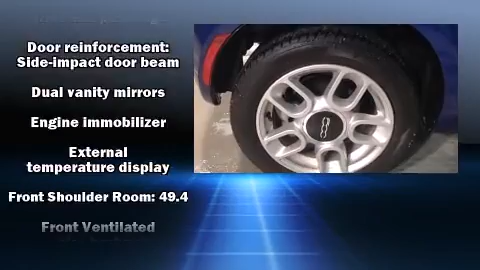 Door reinforcement:
Side-impact door beam
Dual vanity mirrors
Engine immobilizer
External
temperature display
Front Shoulder Room: 49.4
Front Ventilated